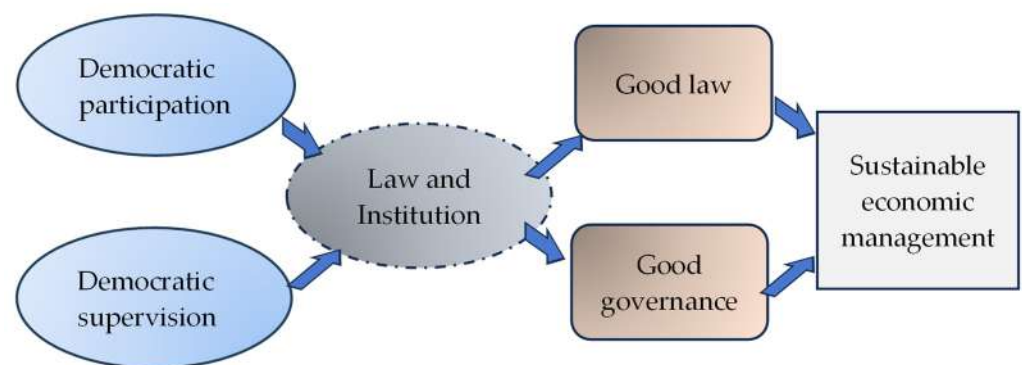 Democratic
participation
Democratic
supervision
Law and
Institution
Good law
Good
governance
Sustainable
economic
management